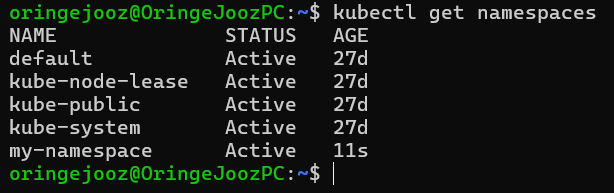 oringejooz@OringeJoozPC:~$ kubectl get namespaces
NAME              STATUS   AGE
default           Active   27d
kube-node-lease   Active   27d
kube-public       Active   27d
kube-system       Active   27d
my-namespace      Active   11s
oringejooz@OringeJoozPC:~$